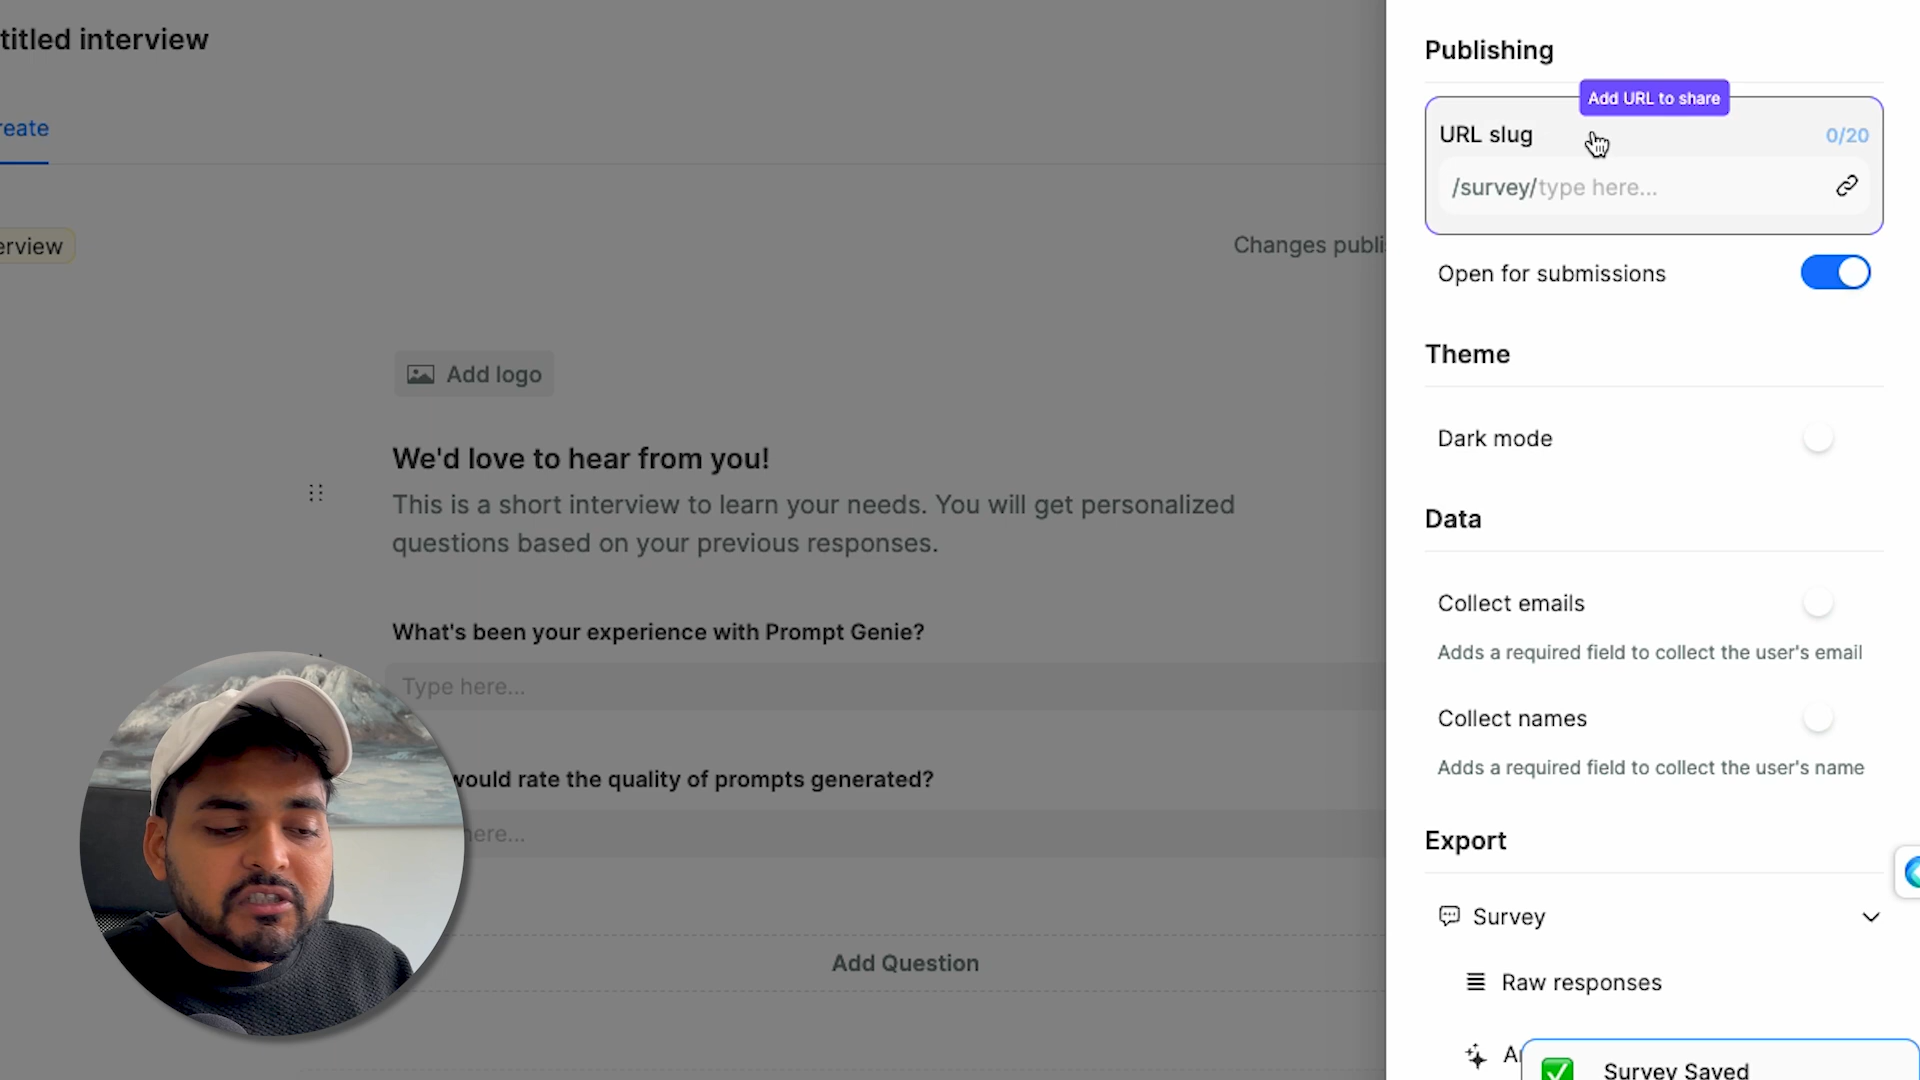 titled interview
reate
erview
Changes publi
Add logo
We'd love to hear from you!
This is a short interview to learn your needs. You will get personalized
questions based on your previous responses.
What's been your experience with Prompt Genie?
Type here...
would rate the quality of prompts generated?
here...
Add Question
Publishing
Add URL to share
URL slug
0/20
/survey/type here...
Open for submissions
Theme
Dark mode
Data
Collect emails
Adds a required field to collect the user's email
Collect names
Adds a required field to collect the user's name
Export
Survey
Raw responses
Survey Saved